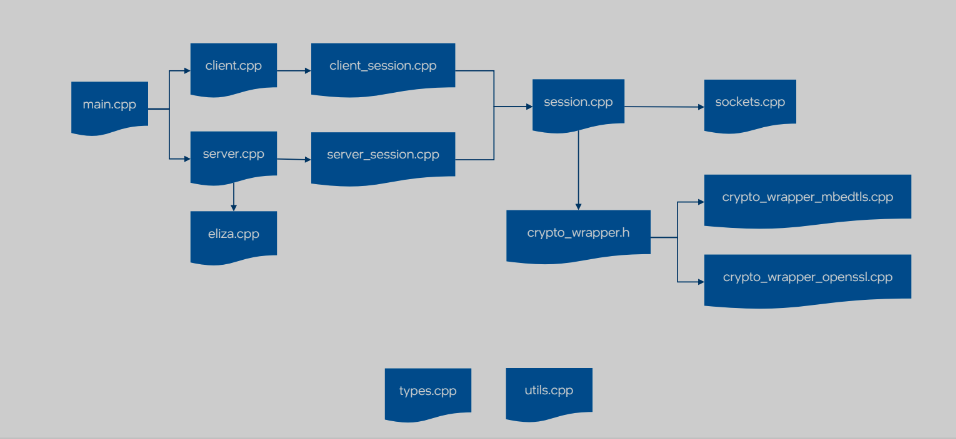 client.cpp
client_session.cpp
main.cpp
session.cpp
sockets.cpp
server.cpp
server_session.cpp
crypto_wrapper_mbedtls.cpp
eliza.cpp
crypto_wrapper.h
crypto_wrapper_openssl.cpp
types.cpp
utils.cpp